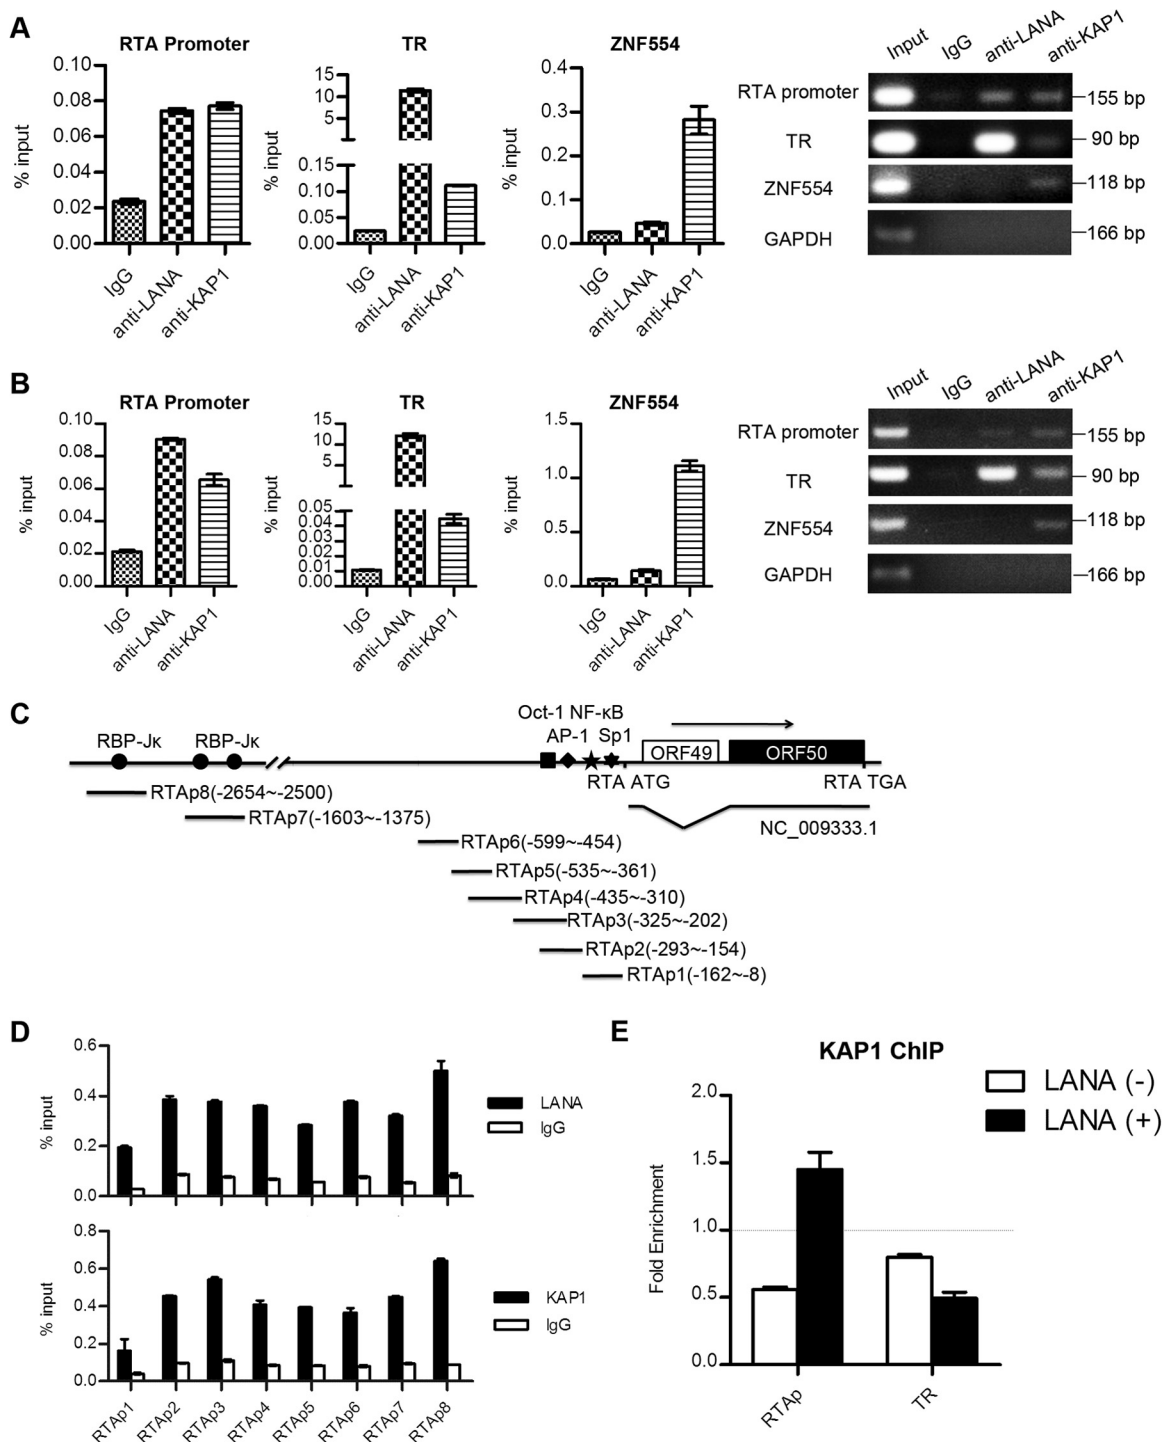 A
RTA Promoter
% input
0.10
0.08
0.06
0.04
0.02
0.00
IgG
anti-LANA
anti-KAP1
TR
% input
15
10
5
0.15
0.10
0.05
0.00
IgG
anti-LANA
anti-KAP1
ZNF554
% input
0.4
0.3
0.2
0.1
0.0
IgG
anti-LANA
anti-KAP1
Input IgG anti-LANA anti-KAP1
RTA promoter 155 bp
TR 90 bp
ZNF554 118 bp
GAPDH 166 bp
B
RTA Promoter
% input
0.10
0.08
0.06
0.04
0.02
0.00
IgG
anti-LANA
anti-KAP1
TR
% input
15
10
5
0.05
0.04
0.03
0.02
0.01
0.01
IgG
anti-LANA
anti-KAP1
ZNF554
% input
1.5
1.0
0.5
0.0
IgG
anti-LANA
anti-KAP1
Input IgG anti-LANA anti-KAP1
RTA promoter 155 bp
TR 90 bp
ZNF554 118 bp
GAPDH 166 bp
C
Oct-1 NF-κB
RBP-Jκ RBP-Jκ AP-1 Sp1
ORF49 ORF50
RTA ATG RTA TGA
RTAp8(-2654~-2500)
RTAp7(-1603~-1375)
NC_009333.1
RTAp6(-599~-454)
RTAp5(-535~-361)
RTAp4(-435~-310)
RTAp3(-325~-202)
RTAp2(-293~-154)
RTAp1(-162~-8)
D
% input
0.6
0.4
0.2
0.0
LANA
IgG
% input
0.8
0.6
0.4
0.2
0.0
KAP1
IgG
RTAp1 RTAp2 RTAp3 RTAp4 RTAp5 RTAp6 RTAp7 RTAp8
E
KAP1 ChIP
LANA (-)
LANA (+)
Fold Enrichment
2.0
1.5
1.0
0.5
0.0
RTAp TR